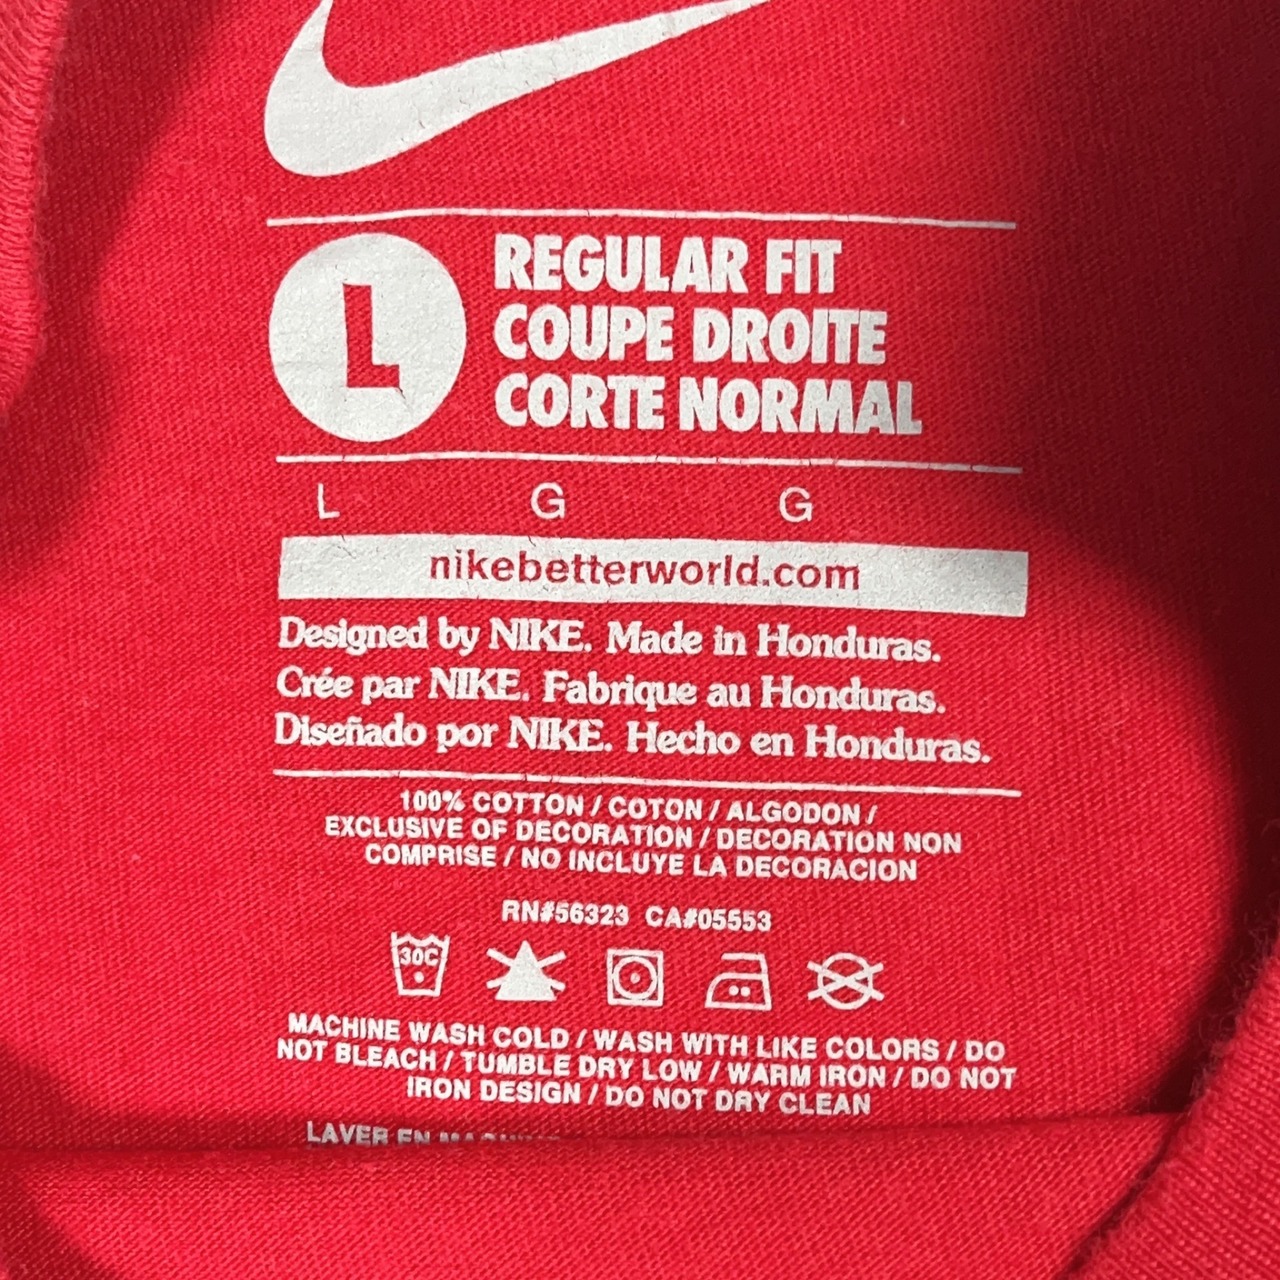 L
REGULAR FIT
COUPE DROITE
CORTE NORMAL
L G G
nikebetterworld.com
Designed by NIKE. Made in Honduras.
Crée par NIKE. Fabrique au Honduras.
Diseñado por NIKE. Hecho en Honduras.
100% COTTON / COTON / ALGODON /
EXCLUSIVE OF DECORATION / DECORATION NON
COMPRISE / NO INCLUYE LA DECORACION
RN#56323 CA#05553
30C
MACHINE WASH COLD / WASH WITH LIKE COLORS / DO
NOT BLEACH / TUMBLE DRY LOW / WARM IRON / DO NOT
IRON DESIGN / DO NOT DRY CLEAN
LAVER EN